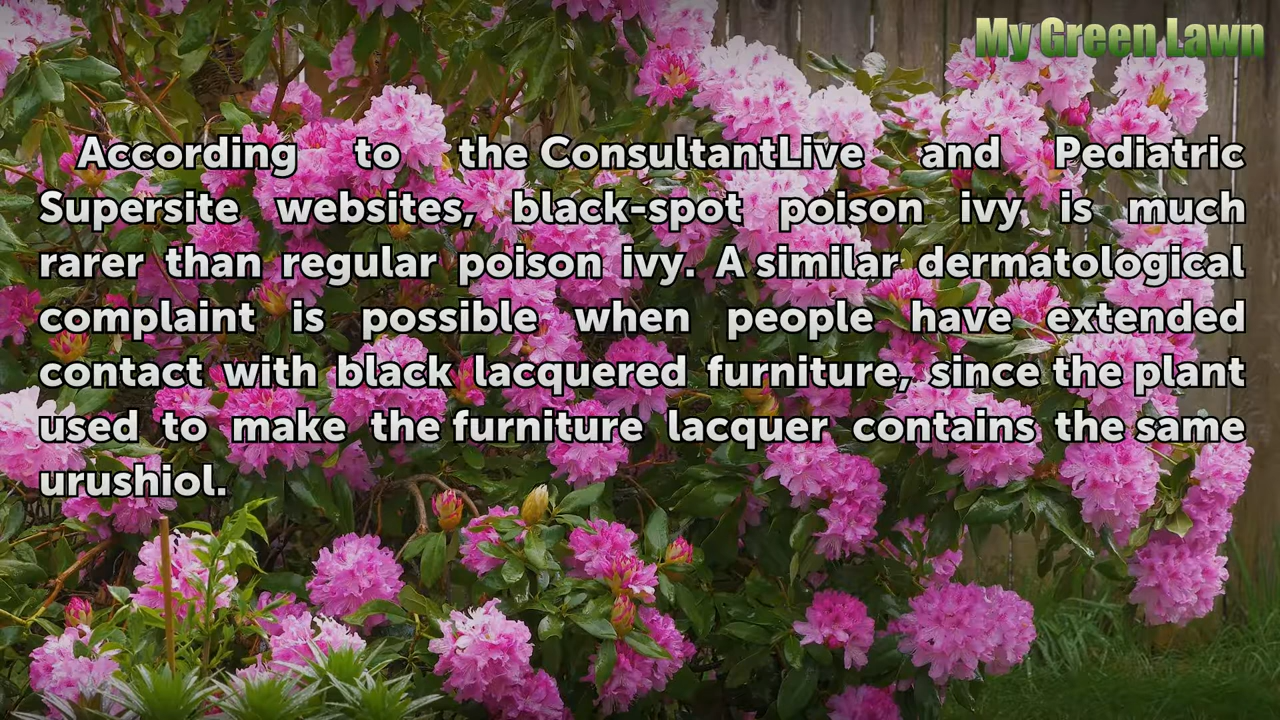 My Green Lawn
According to the ConsultantLive and Pediatric
Supersite websites, black-spot poison ivy is much
rarer than regular poison ivy. A similar dermatological
complaint is possible when people have extended
contact with black lacquered furniture, since the plant
used to make the furniture lacquer contains the same
urushiol.